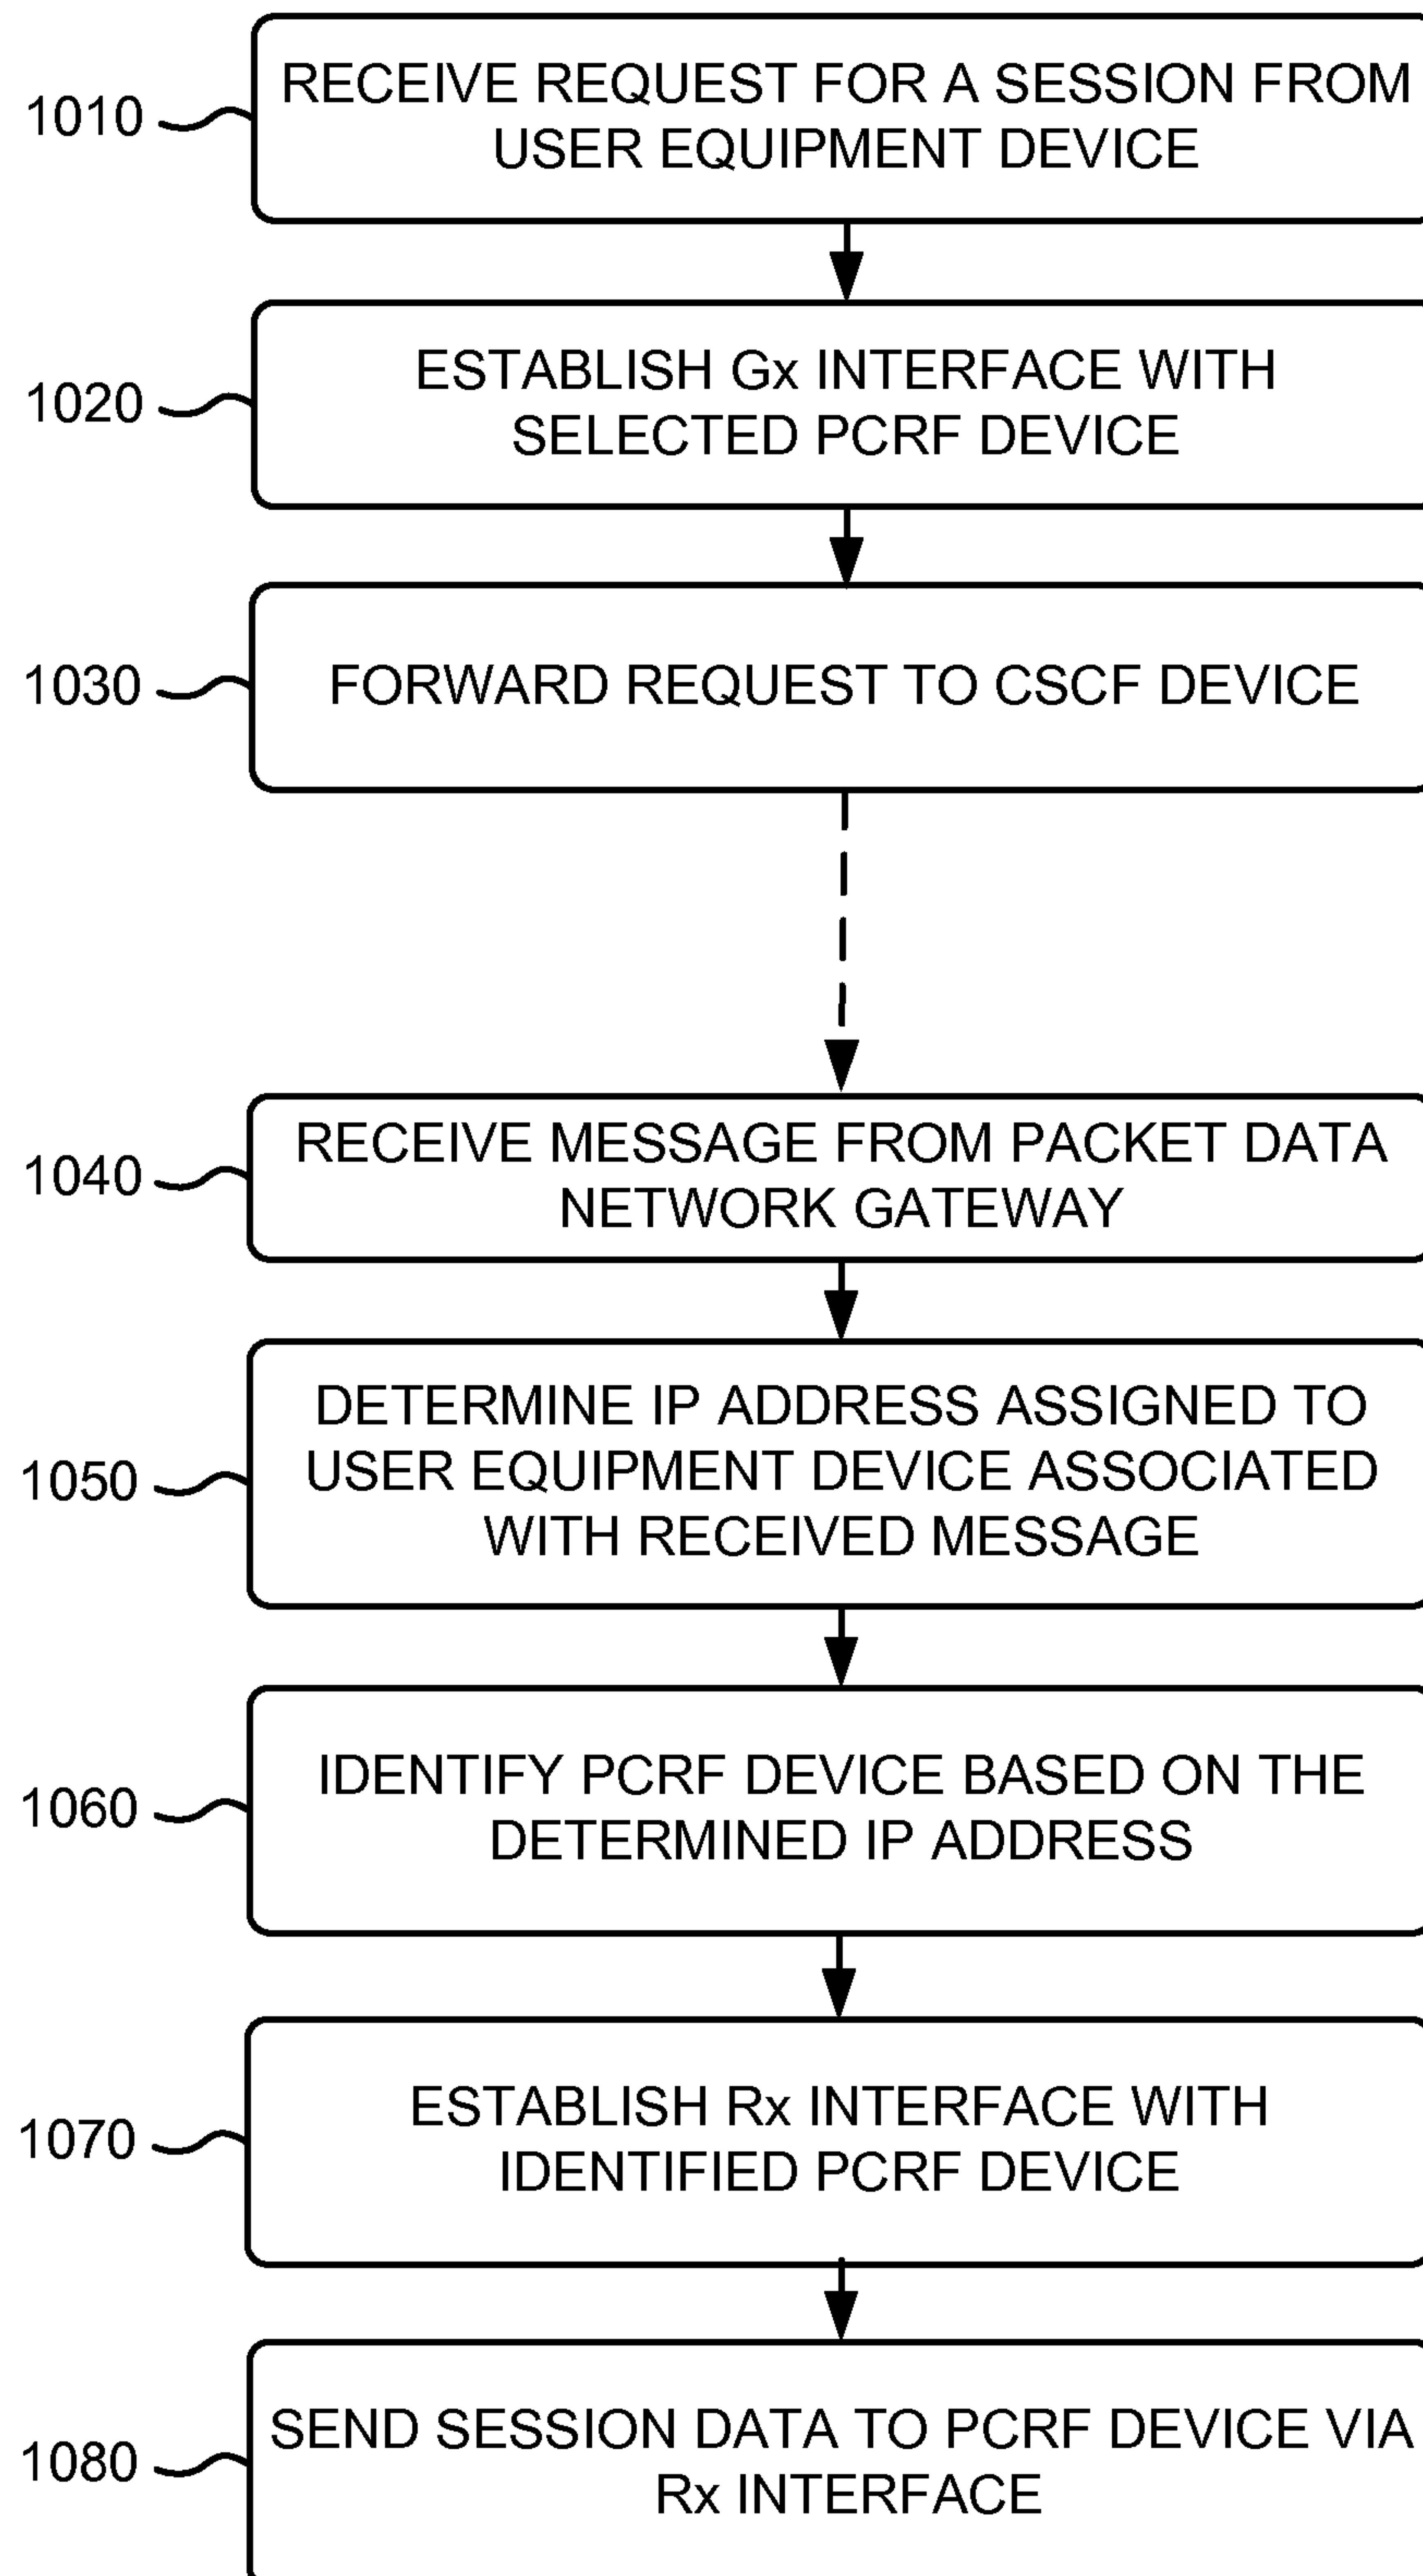 1010
RECEIVE REQUEST FOR A SESSION FROM
USER EQUIPMENT DEVICE
1020
ESTABLISH Gx INTERFACE WITH
SELECTED PCRF DEVICE
1030
FORWARD REQUEST TO CSCF DEVICE
1040
RECEIVE MESSAGE FROM PACKET DATA
NETWORK GATEWAY
1050
DETERMINE IP ADDRESS ASSIGNED TO
USER EQUIPMENT DEVICE ASSOCIATED
WITH RECEIVED MESSAGE
1060
IDENTIFY PCRF DEVICE BASED ON THE
DETERMINED IP ADDRESS
1070
ESTABLISH Rx INTERFACE WITH
IDENTIFIED PCRF DEVICE
1080
SEND SESSION DATA TO PCRF DEVICE VIA
Rx INTERFACE